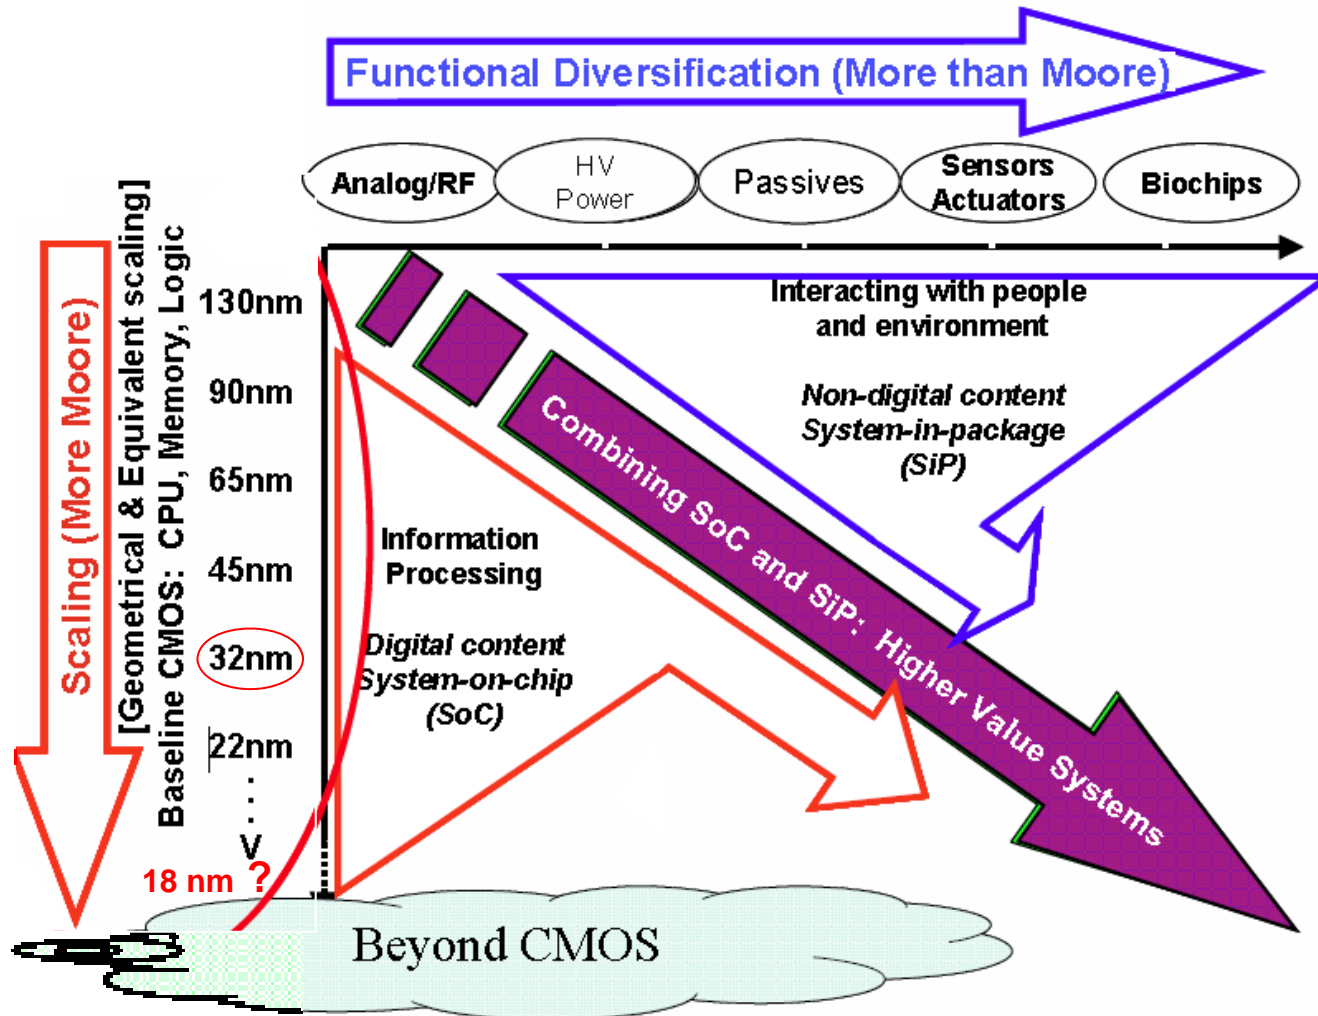 Functional Diversification (More than Moore)
Analog/RF
HV
Power
Passives
Sensors
Actuators
Biochips
Scaling (More Moore)
[Geometrical & Equivalent scaling]
Baseline CMOS: CPU, Memory, Logic
130nm
90nm
65nm
45nm
32nm
22nm
V
18 nm ?
Interacting with people
and environment
Non-digital content
System-in-package
(SiP)
Combining SoC and SiP: Higher Value Systems
Information
Processing
Digital content
System-on-chip
(SoC)
Beyond CMOS